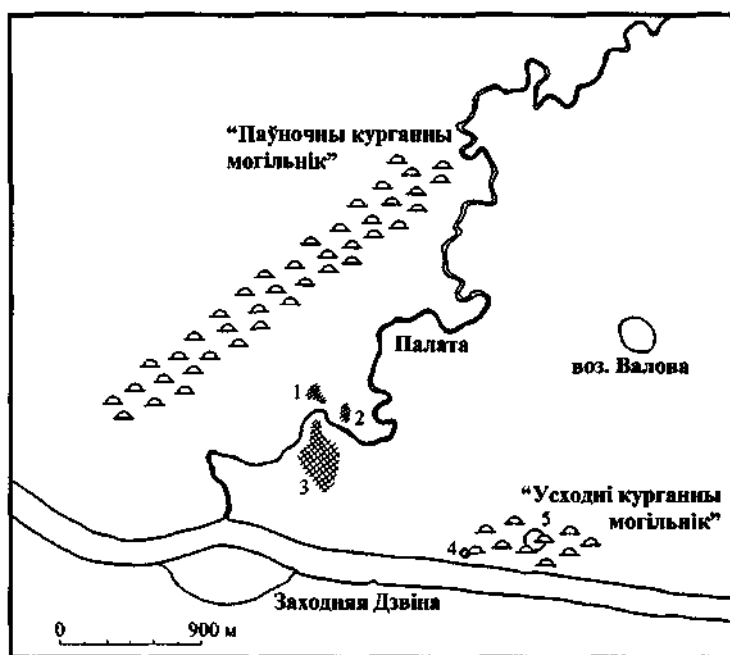 “Паўночны курганны
могільнік”
Палата
воз. Валова
1
2
3
“Усходні курганны
могільнік”
5
4
Заходняя Дзвіна
0 900 м